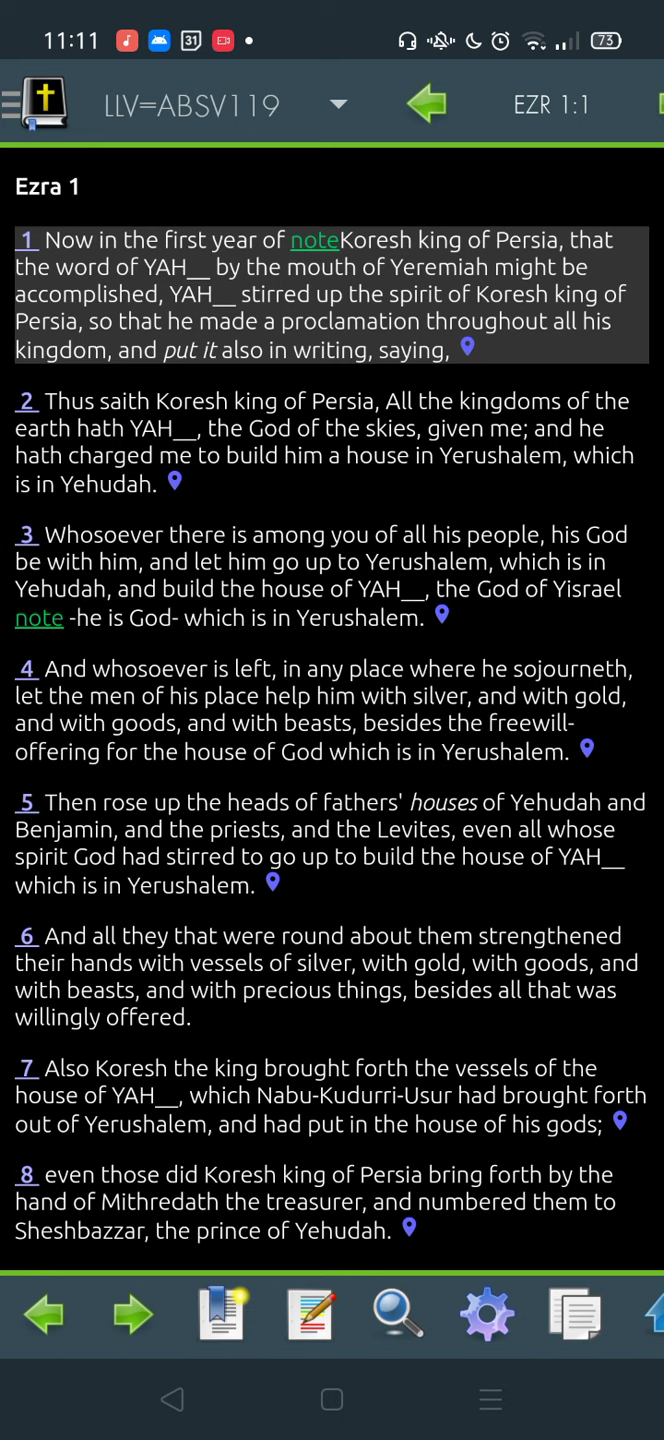 11:11
31
73
LLV=ABSV119
EZR 1:1
Ezra 1
1 Now in the first year of noteKoresh king of Persia, that
the word of YAH__ by the mouth of Yeremiah might be
accomplished, YAH__ stirred up the spirit of Koresh king of
Persia, so that he made a proclamation throughout all his
kingdom, and put it also in writing, saying,
2 Thus saith Koresh king of Persia, All the kingdoms of the
earth hath YAH__, the God of the skies, given me; and he
hath charged me to build him a house in Yerushalem, which
is in Yehudah.
3 Whosoever there is among you of all his people, his God
be with him, and let him go up to Yerushalem, which is in
Yehudah, and build the house of YAH__, the God of Yisrael
note -he is God- which is in Yerushalem.
4 And whosoever is left, in any place where he sojourneth,
let the men of his place help him with silver, and with gold,
and with goods, and with beasts, besides the freewill-
offering for the house of God which is in Yerushalem.
5 Then rose up the heads of fathers' houses of Yehudah and
Benjamin, and the priests, and the Levites, even all whose
spirit God had stirred to go up to build the house of YAH__
which is in Yerushalem.
6 And all they that were round about them strengthened
their hands with vessels of silver, with gold, with goods, and
with beasts, and with precious things, besides all that was
willingly offered.
7 Also Koresh the king brought forth the vessels of the
house of YAH__, which Nabu-Kudurri-Usur had brought forth
out of Yerushalem, and had put in the house of his gods;
8 even those did Koresh king of Persia bring forth by the
hand of Mithredath the treasurer, and numbered them to
Sheshbazzar, the prince of Yehudah.